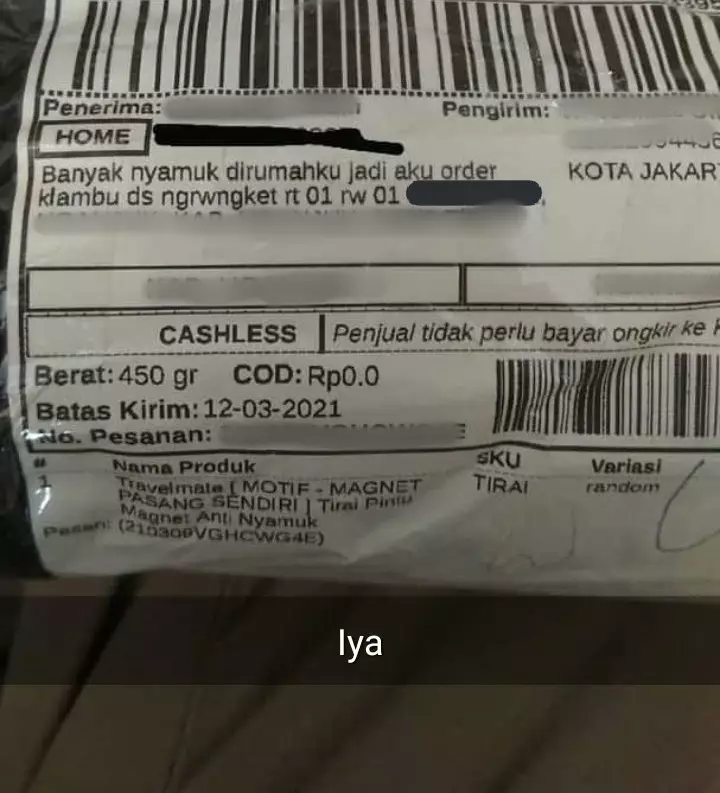 Penerima:
Pengirim:
HOME
Banyak nyamuk dirumahku jadi aku order
klambu ds ngrwngket rt 01 rw 01
KOTA JAKAR
CASHLESS
Penjual tidak perlu bayar ongkir ke
Berat: 450 gr COD: Rp0.0
Batas Kirim: 12-03-2021
No. Pesanan:
# Nama Produk SKU Variasi
1 Travelmate [ MOTIF - MAGNET TIRAI random
PASANG SENDIRI ] Tirai Pintu
Magnet Anti Nyamuk
Pesan: (210309VGHCWG4E)
Iya